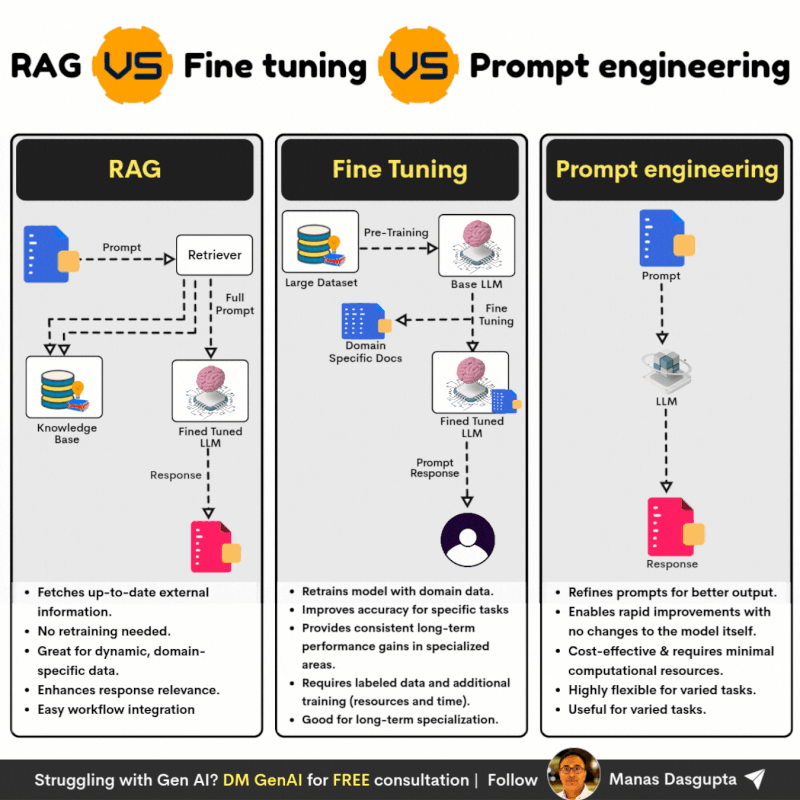 RAG VS Fine tuning VS Prompt engineering
RAG
Prompt
Retriever
Full
Prompt
Knowledge
Base
Fined Tuned
LLM
Response
• Fetches up-to-date external
information.
• No retraining needed.
• Great for dynamic, domain-
specific data.
• Enhances response relevance.
• Easy workflow integration
Fine Tuning
Pre-Training
Large Dataset
Base LLM
Fine
Tuning
Domain
Specific Docs
Fined Tuned
LLM
Prompt
Response
• Retrains model with domain data.
• Improves accuracy for specific tasks
• Provides consistent long-term
performance gains in specialized
areas.
• Requires labeled data and additional
training (resources and time).
• Good for long-term specialization.
Prompt engineering
Prompt
LLM
Response
• Refines prompts for better output.
• Enables rapid improvements with
no changes to the model itself.
• Cost-effective & requires minimal
computational resources.
• Highly flexible for varied tasks.
• Useful for varied tasks.
Struggling with Gen AI? DM GenAI for FREE consultation | Follow Manas Dasgupta